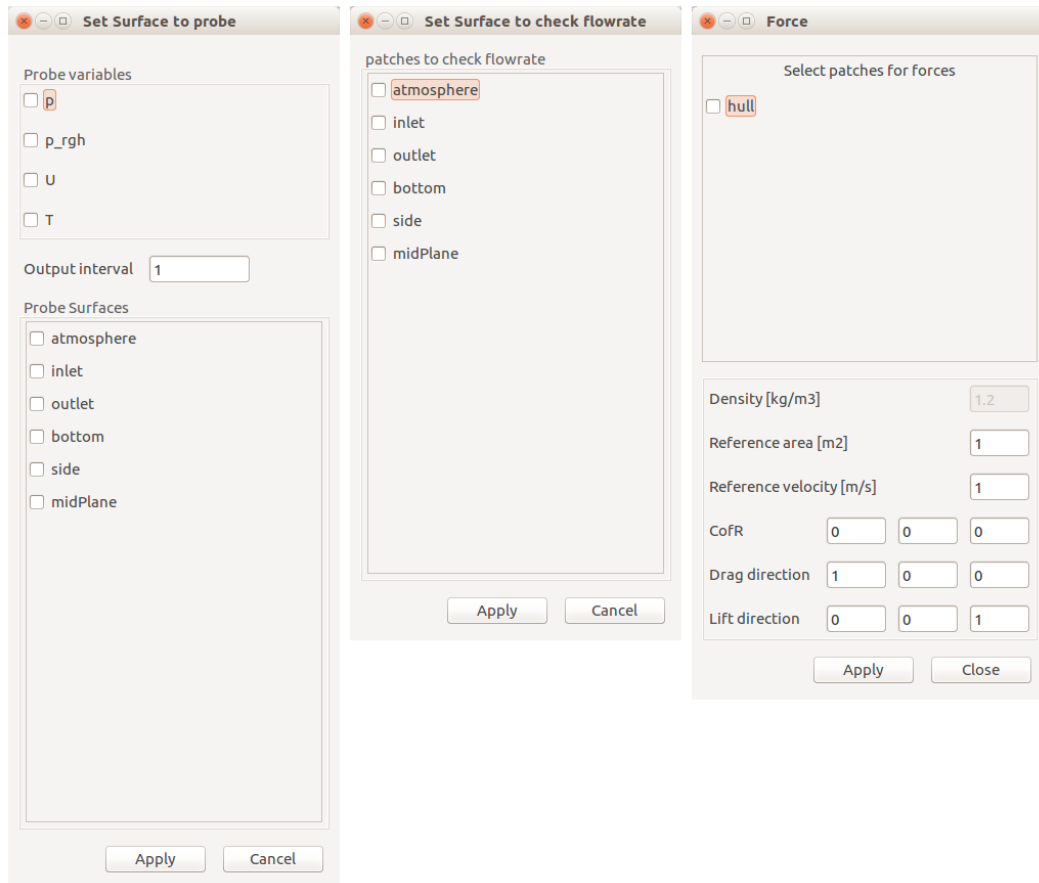 Set Surface to probe
Probe variables
p
p_rgh
U
T
Output interval 1
Probe Surfaces
atmosphere
inlet
outlet
bottom
side
midPlane
Apply Cancel
Set Surface to check flowrate
patches to check flowrate
atmosphere
inlet
outlet
bottom
side
midPlane
Apply Cancel
Force
Select patches for forces
hull
Density [kg/m3] 1.2
Reference area [m2] 1
Reference velocity [m/s] 1
CofR 0 0 0
Drag direction 1 0 0
Lift direction 0 0 1
Apply Close